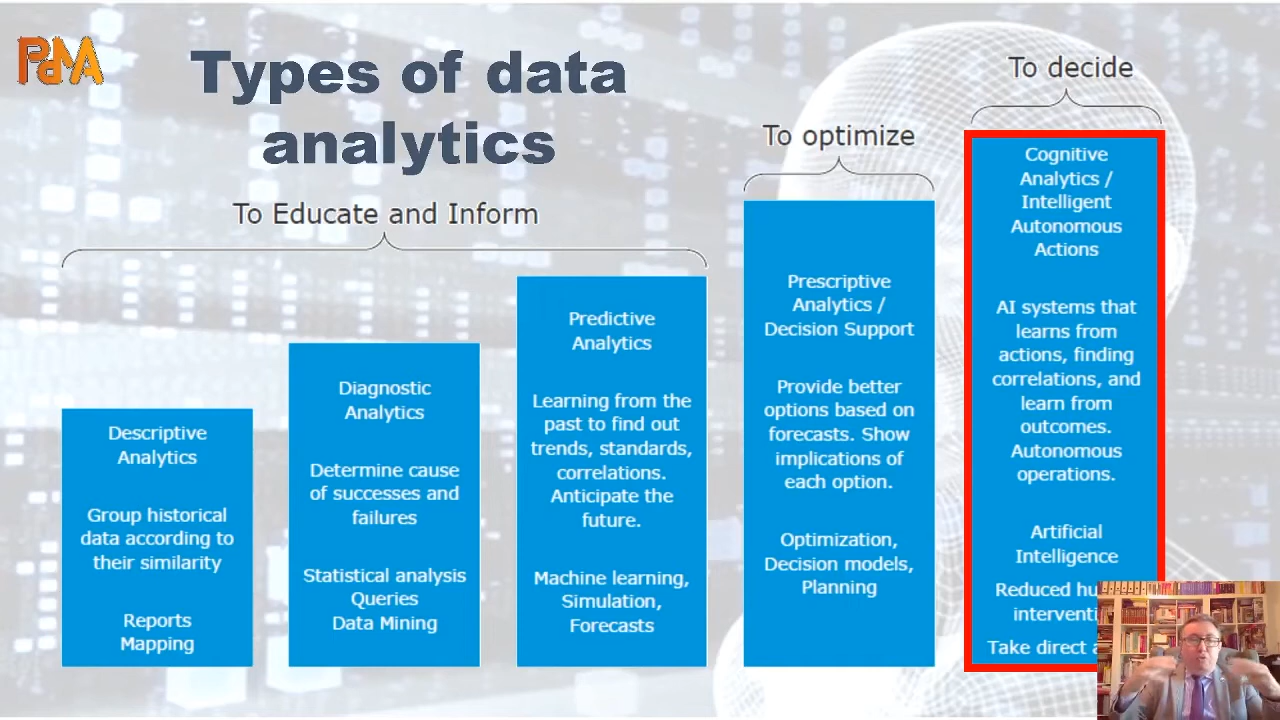 PdMA
Types of data
analytics
To Educate and Inform
To optimize
To decide
Descriptive
Analytics
Group historical
data according to
their similarity
Reports
Mapping
Diagnostic
Analytics
Determine cause
of successes and
failures
Statistical analysis
Queries
Data Mining
Predictive
Analytics
Learning from the
past to find out
trends, standards,
correlations.
Anticipate the
future.
Machine learning,
Simulation,
Forecasts
Prescriptive
Analytics /
Decision Support
Provide better
options based on
forecasts. Show
implications of
each option.
Optimization,
Decision models,
Planning
Cognitive
Analytics /
Intelligent
Autonomous
Actions
AI systems that
learns from
actions, finding
correlations, and
learn from
outcomes.
Autonomous
operations.
Artificial
Intelligence
Reduced
Take direct